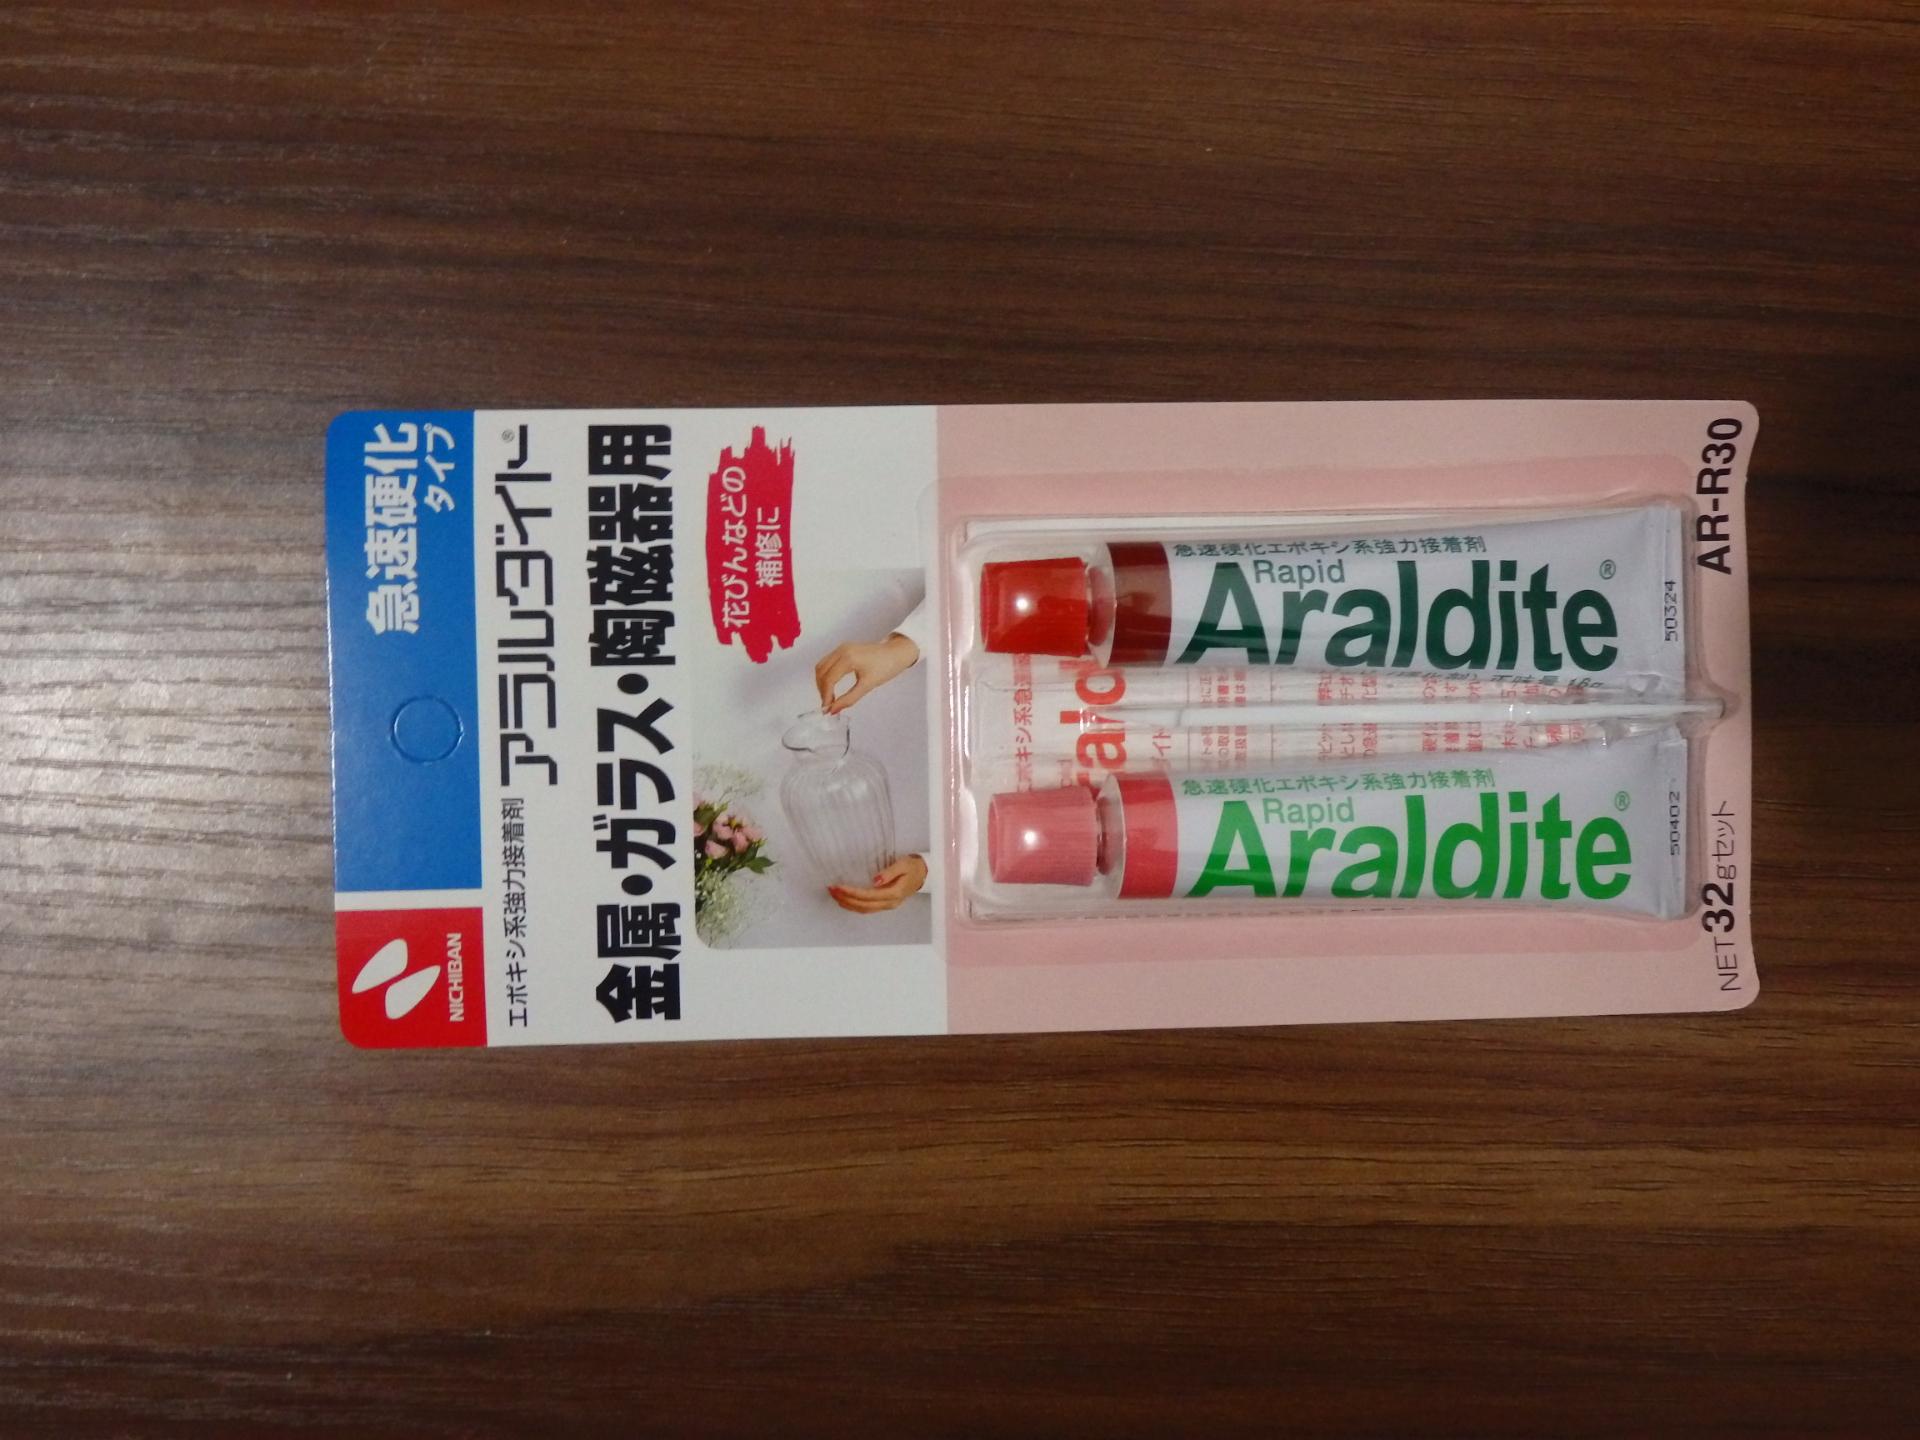 急速硬化
タイプ
NICHIBAN
エポキシ系強力接着剤 アラルダイト®
金属・ガラス・陶磁器用
花びんなどの
補修に
急速硬化エポキシ系強力接着剤
Rapid
Araldite®
50402
急速硬化エポキシ系強力接着剤
Rapid
Araldite®
50324
NET32gセット
AR-R30